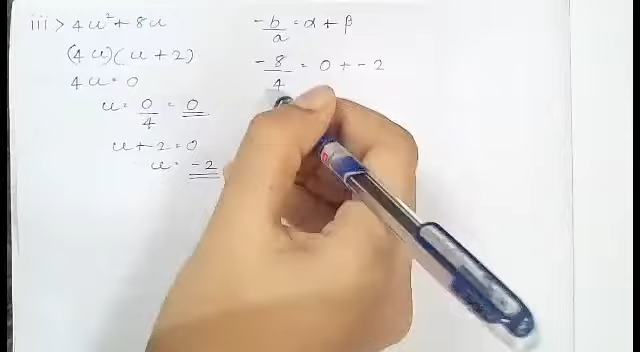 iii > 4u² + 8u
(4u)(u + 2)
4u = 0
u = 0/4 = 0
u + 2 = 0
u = -2
-b/a = α + β
-8/4 = 0 + -2